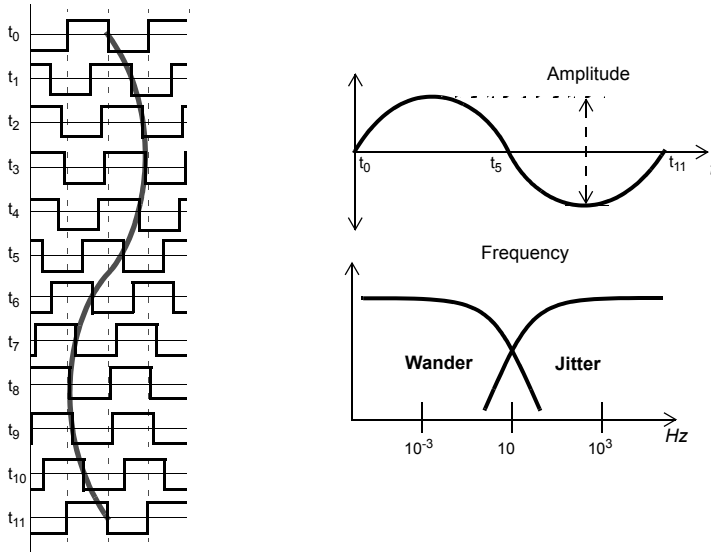 t0
t1
t2
t3
t4
t5
t6
t7
t8
t9
t10
t11
Amplitude
t0
t5
t11
Frequency
Wander
Jitter
10-3
10
103
Hz